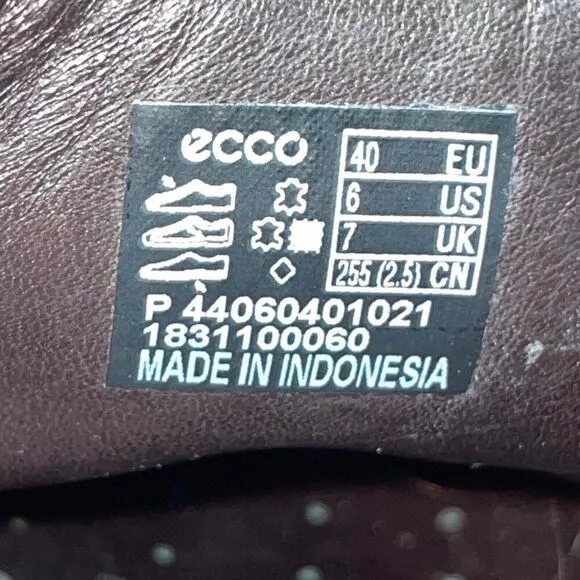 ecco
40 EU
6 US
7 UK
255 (2.5) CN
P 44060401021
1831100060
MADE IN INDONESIA